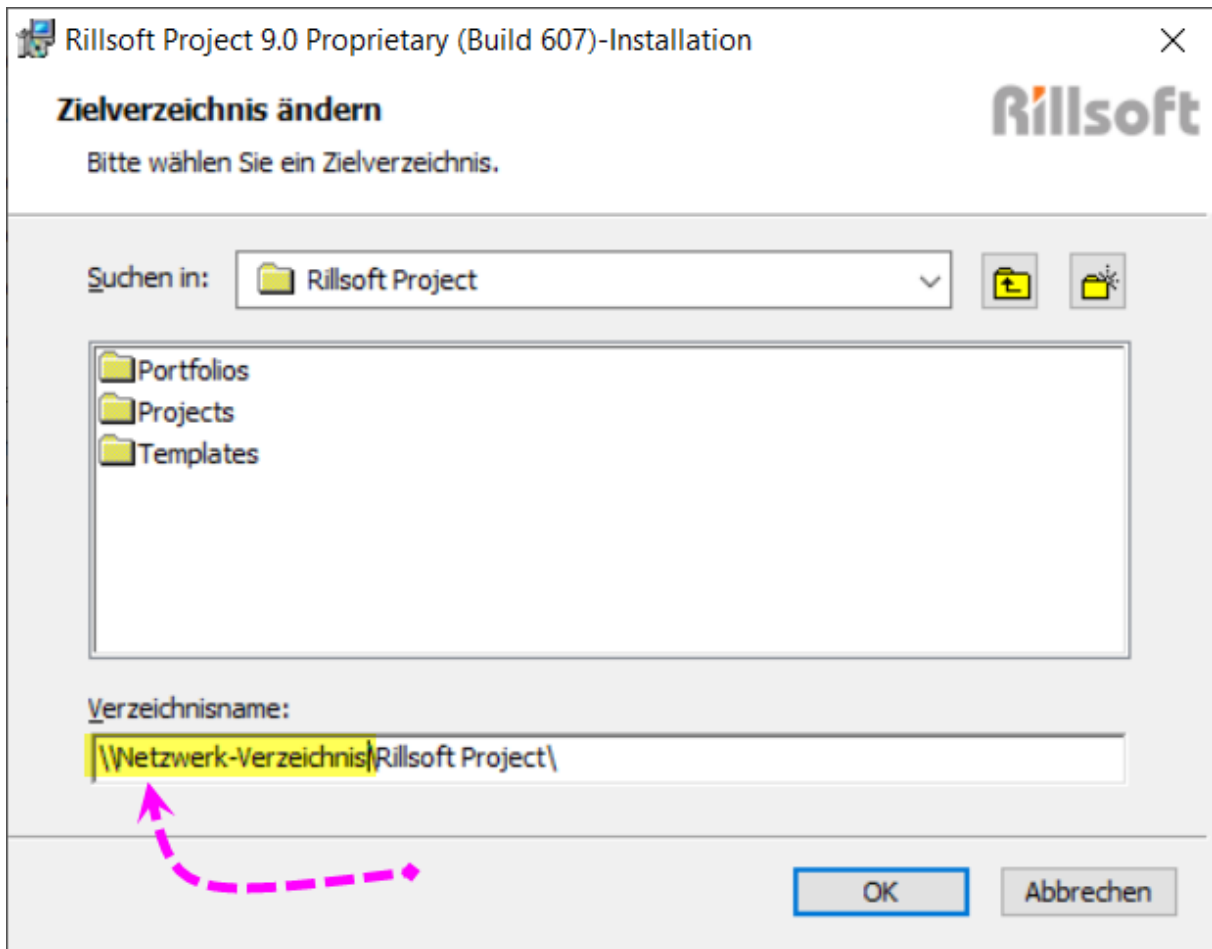 Rillsoft Project 9.0 Proprietary (Build 607)-Installation
Zielverzeichnis ändern
Rillsoft
Bitte wählen Sie ein Zielverzeichnis.
Suchen in:
Rillsoft Project
Portfolios
Projects
Templates
Verzeichnisname:
\\Netzwerk-Verzeichnis\Rillsoft Project\
OK
Abbrechen